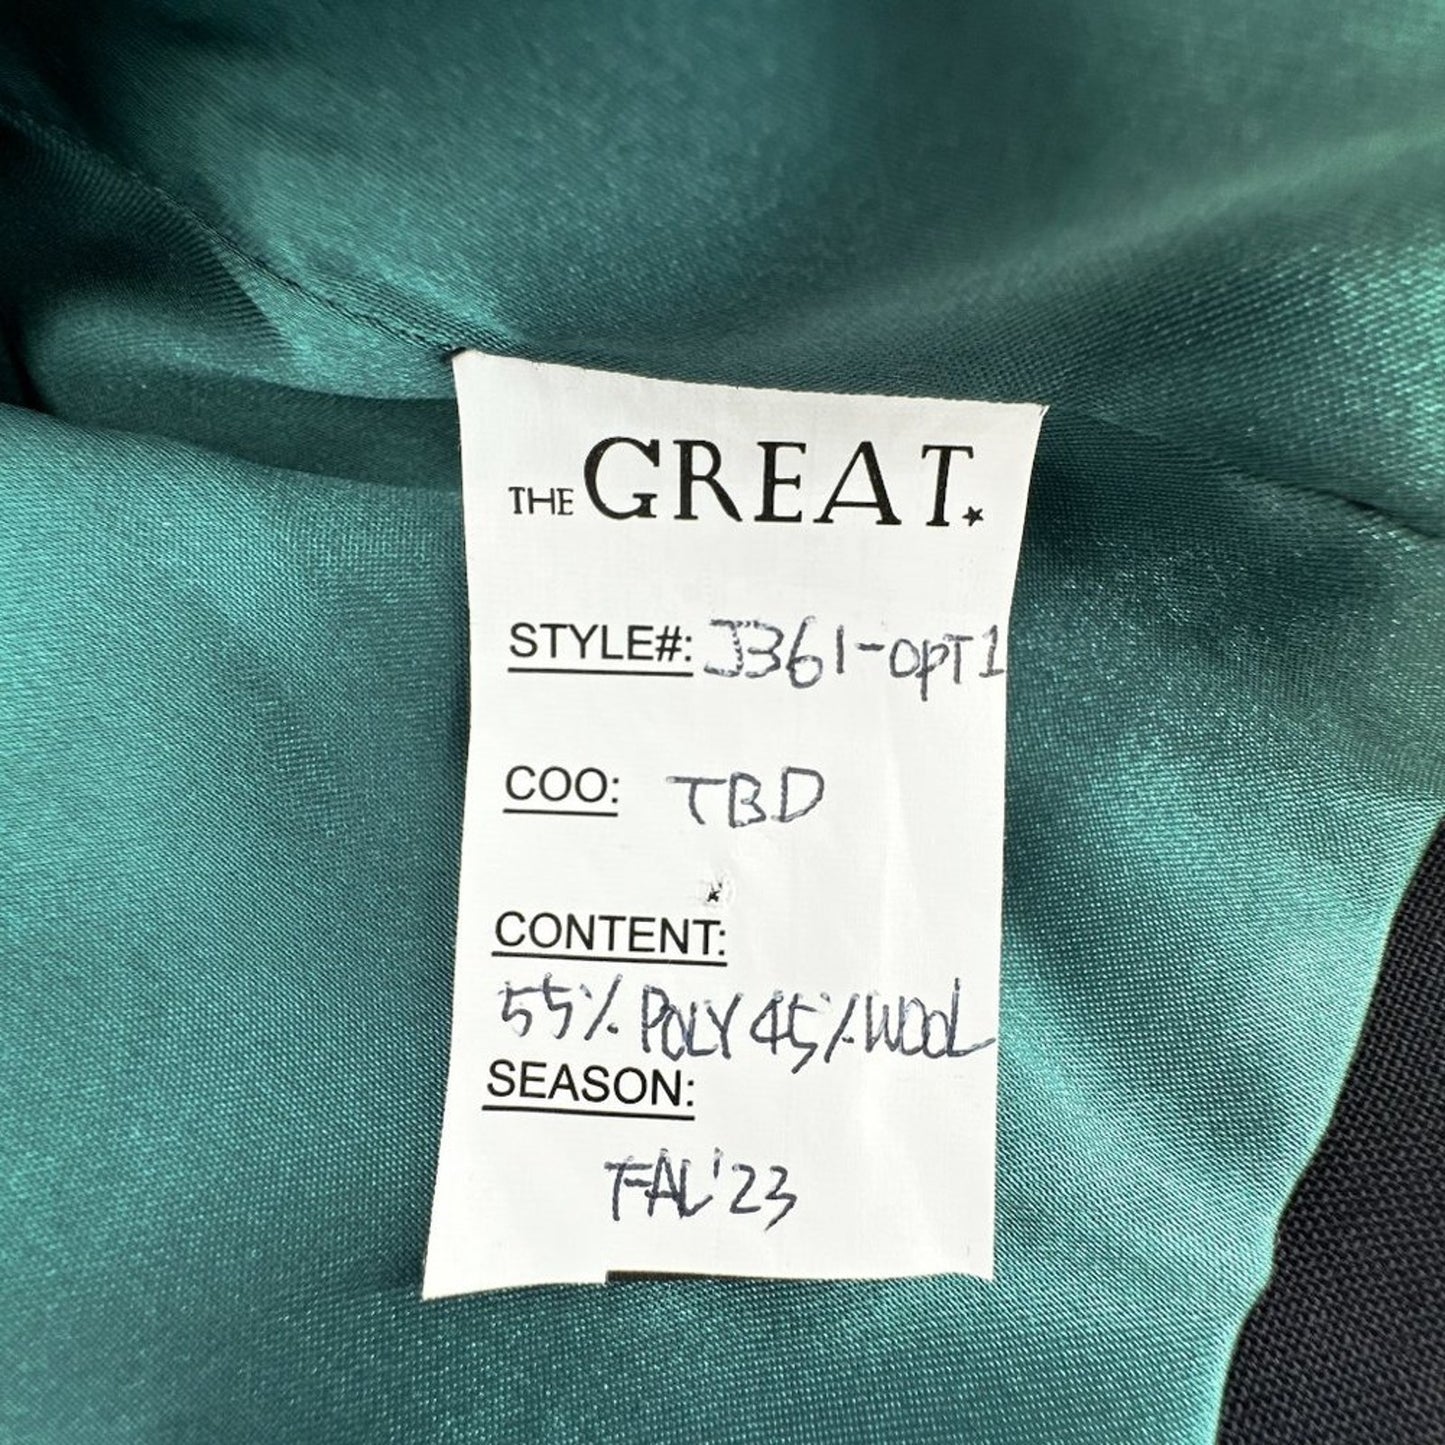 THE GREAT.
STYLE#: J361-OPT1
COO: TBD
CONTENT:
55% POLY 45% WOOL
SEASON:
FAL'23